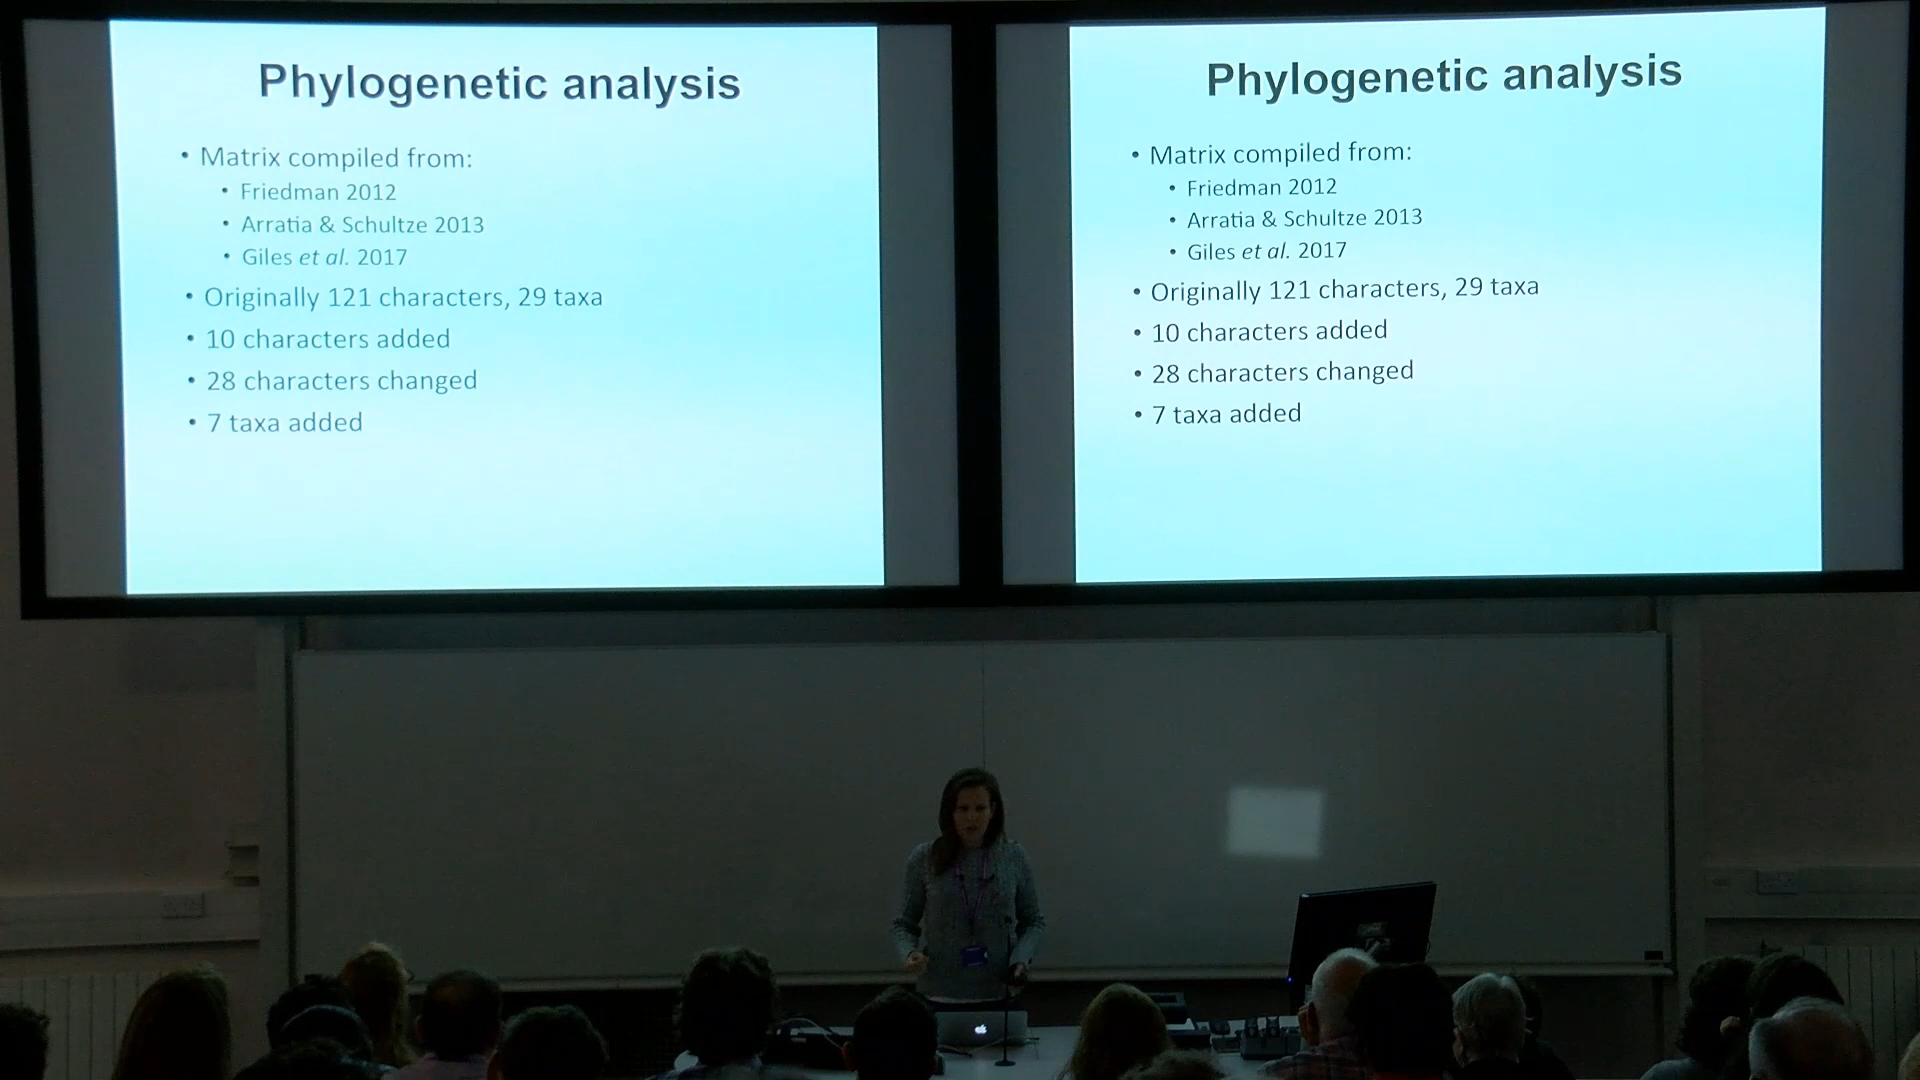 Phylogenetic analysis
• Matrix compiled from:
• Friedman 2012
• Arratia & Schultze 2013
• Giles et al. 2017
• Originally 121 characters, 29 taxa
• 10 characters added
• 28 characters changed
• 7 taxa added
Phylogenetic analysis
• Matrix compiled from:
• Friedman 2012
• Arratia & Schultze 2013
• Giles et al. 2017
• Originally 121 characters, 29 taxa
• 10 characters added
• 28 characters changed
• 7 taxa added